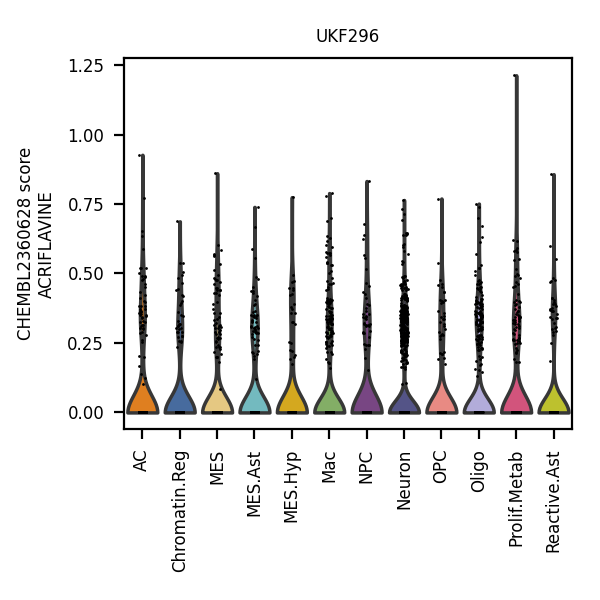 UKF296
CHEMBL2360628 score
ACRIFLAVINE
1.25
1.00
0.75
0.50
0.25
0.00
AC
Chromatin.Reg
MES
MES.Ast
MES.Hyp
Mac
NPC
Neuron
OPC
Oligo
Prolif.Metab
Reactive.Ast